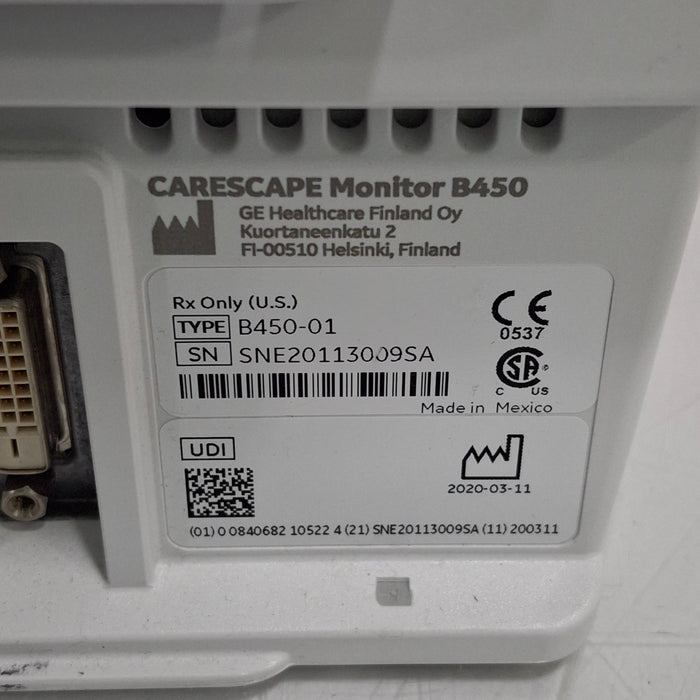 CARESCAPE Monitor B450
GE Healthcare Finland Oy
Kuortaneenkatu 2
FI-00510 Helsinki, Finland
Rx Only (U.S.)
TYPE B450-01
SN SNE20113009SA
CE
0537
SA
C US
Made in Mexico
UDI
2020-03-11
(01) 0 0840682 10522 4 (21) SNE20113009SA (11) 200311